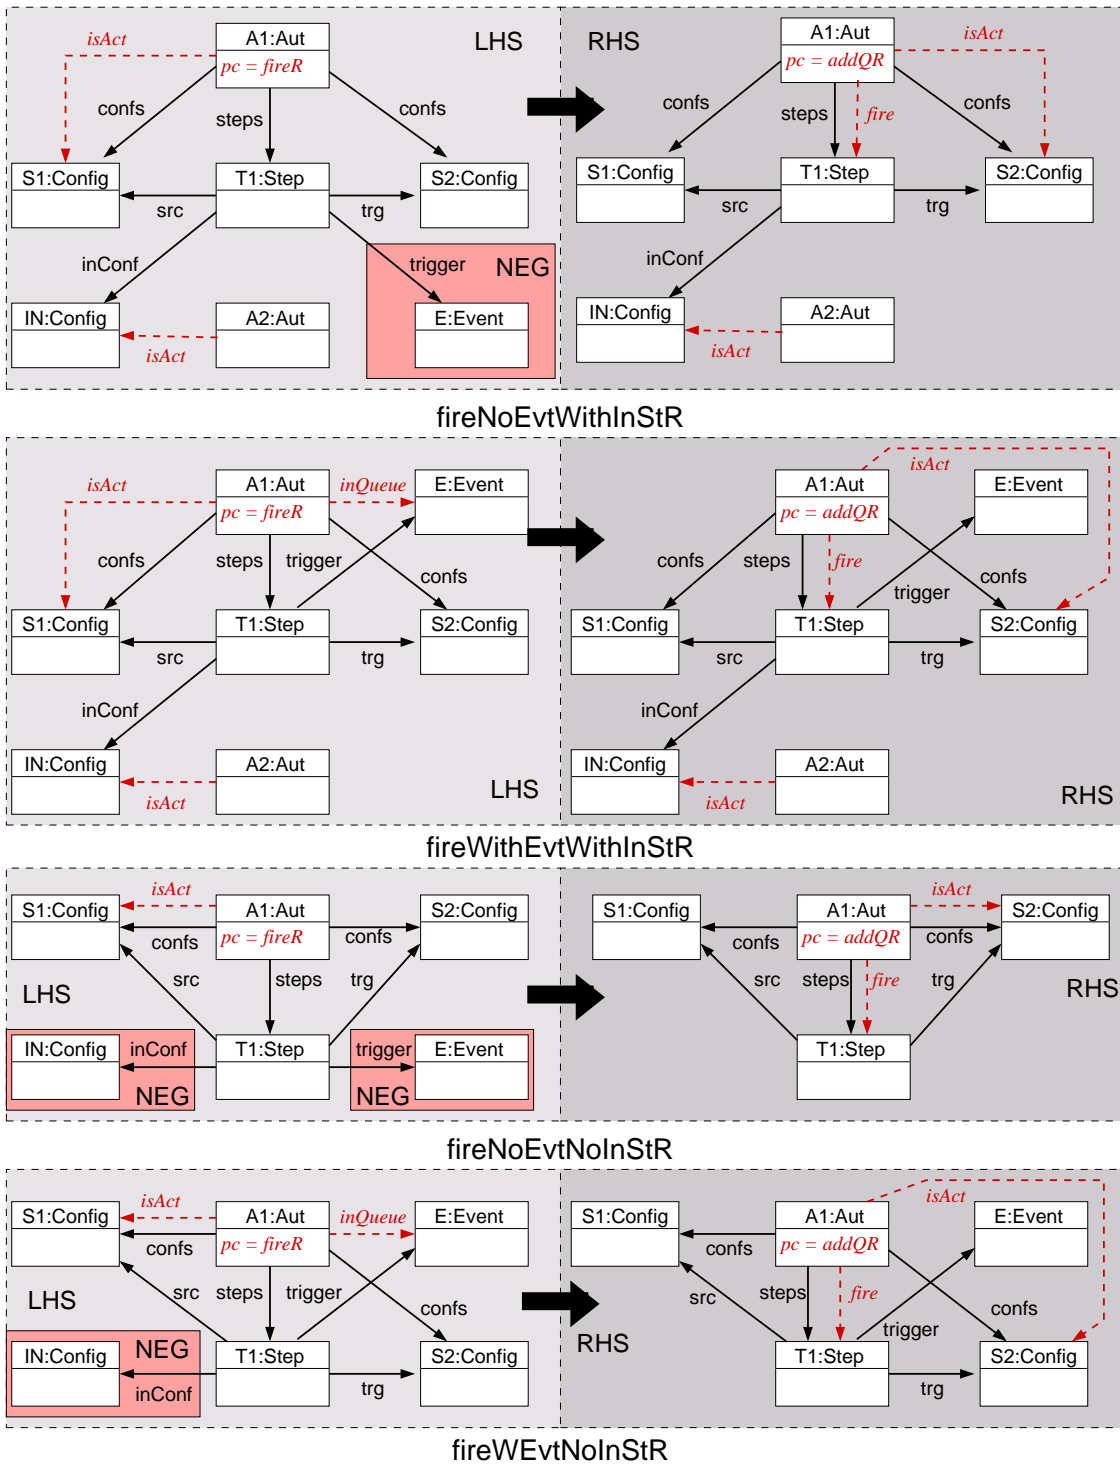 LHS
RHS
A1:Aut
pc = fireR
isAct
confs
steps
confs
S1:Config
T1:Step
S2:Config
src
trg
inConf
trigger
NEG
IN:Config
A2:Aut
E:Event
isAct
A1:Aut
pc = addQR
isAct
confs
steps
fire
confs
S1:Config
T1:Step
S2:Config
src
trg
inConf
IN:Config
A2:Aut
isAct
fireNoEvtWithInStR
isAct
A1:Aut
pc = fireR
inQueue
E:Event
confs
steps
trigger
confs
S1:Config
T1:Step
S2:Config
src
trg
inConf
IN:Config
A2:Aut
isAct
LHS
isAct
A1:Aut
pc = addQR
E:Event
confs
steps
fire
confs
trigger
S1:Config
T1:Step
S2:Config
src
trg
inConf
IN:Config
A2:Aut
isAct
RHS
fireWithEvtWithInStR
S1:Config
isAct
A1:Aut
pc = fireR
S2:Config
confs
confs
src
steps
trg
LHS
IN:Config
inConf
NEG
T1:Step
trigger
NEG
E:Event
S1:Config
A1:Aut
pc = addQR
isAct
S2:Config
confs
confs
src
steps
fire
trg
RHS
T1:Step
fireNoEvtNoInStR
S1:Config
isAct
A1:Aut
pc = fireR
inQueue
E:Event
confs
src
steps
trigger
confs
LHS
NEG
IN:Config
inConf
T1:Step
S2:Config
trg
S1:Config
A1:Aut
pc = addQR
isAct
E:Event
confs
src
steps
fire
confs
trigger
RHS
T1:Step
S2:Config
trg
fireWEvtNoInStR